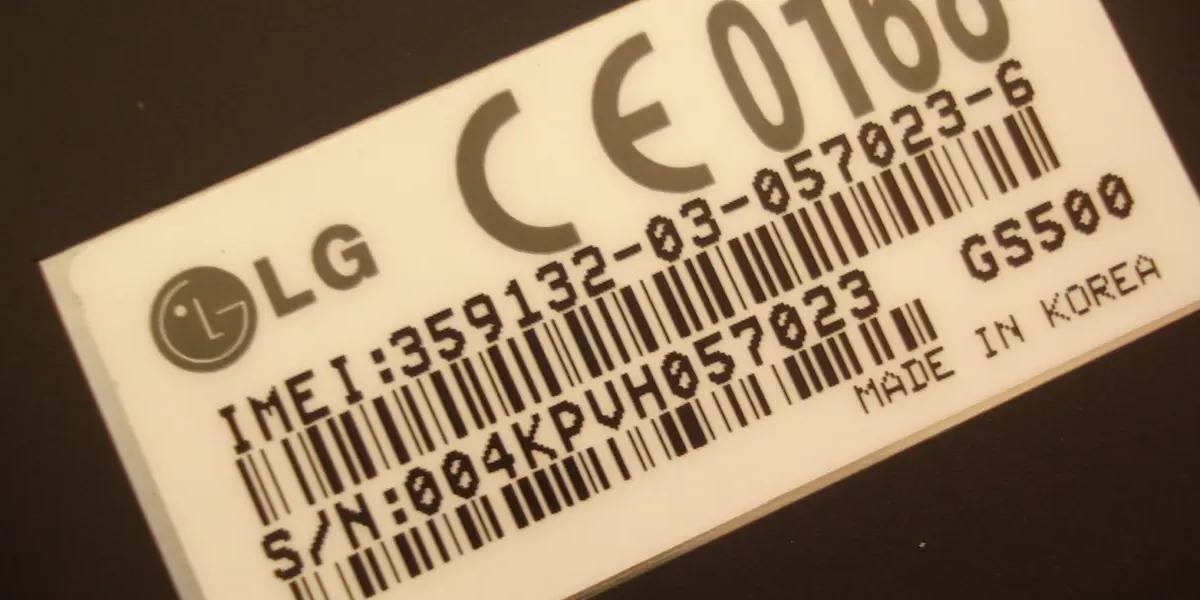 CE 0168
LG
IMEI:359132-03-057023-6
S/N:004KPVH057023
GS500
MADE IN KOREA